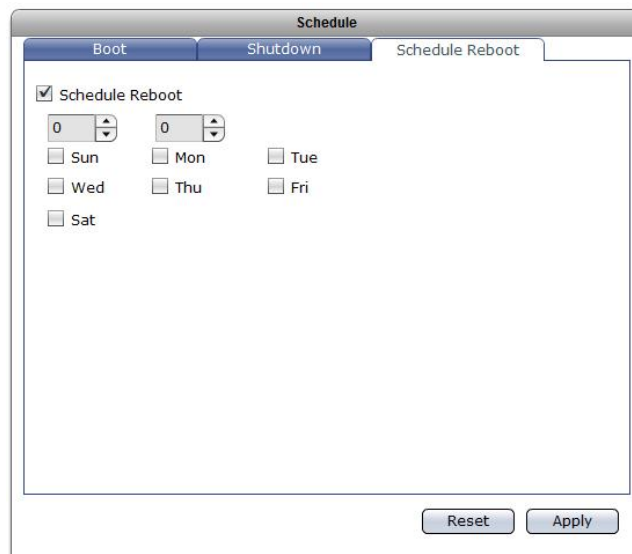 Schedule
Boot Shutdown Schedule Reboot
Schedule Reboot
0 0
Sun Mon Tue
Wed Thu Fri
Sat
Reset Apply